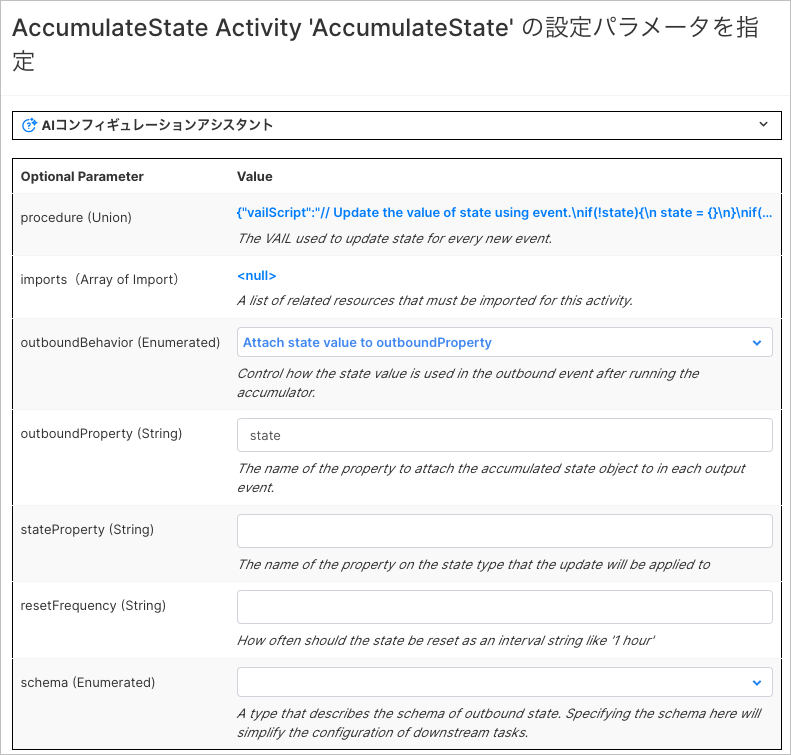 AccumulateState Activity 'AccumulateState' の設定パラメータを指
定
AIコンフィギュレーションアシスタント
Optional Parameter Value
procedure (Union)
{"vailScript":"// Update the value of state using event.\nif(!state){\n state = {}\n}\nif(...
The VAIL used to update state for every new event.
imports（Array of Import）
<null>
A list of related resources that must be imported for this activity.
outboundBehavior (Enumerated)
Attach state value to outboundProperty
Control how the state value is used in the outbound event after running the
accumulator.
outboundProperty (String)
state
The name of the property to attach the accumulated state object to in each output
event.
stateProperty (String)
The name of the property on the state type that the update will be applied to
resetFrequency (String)
How often should the state be reset as an interval string like '1 hour'
schema (Enumerated)
A type that describes the schema of outbound state. Specifying the schema here will
simplify the configuration of downstream tasks.